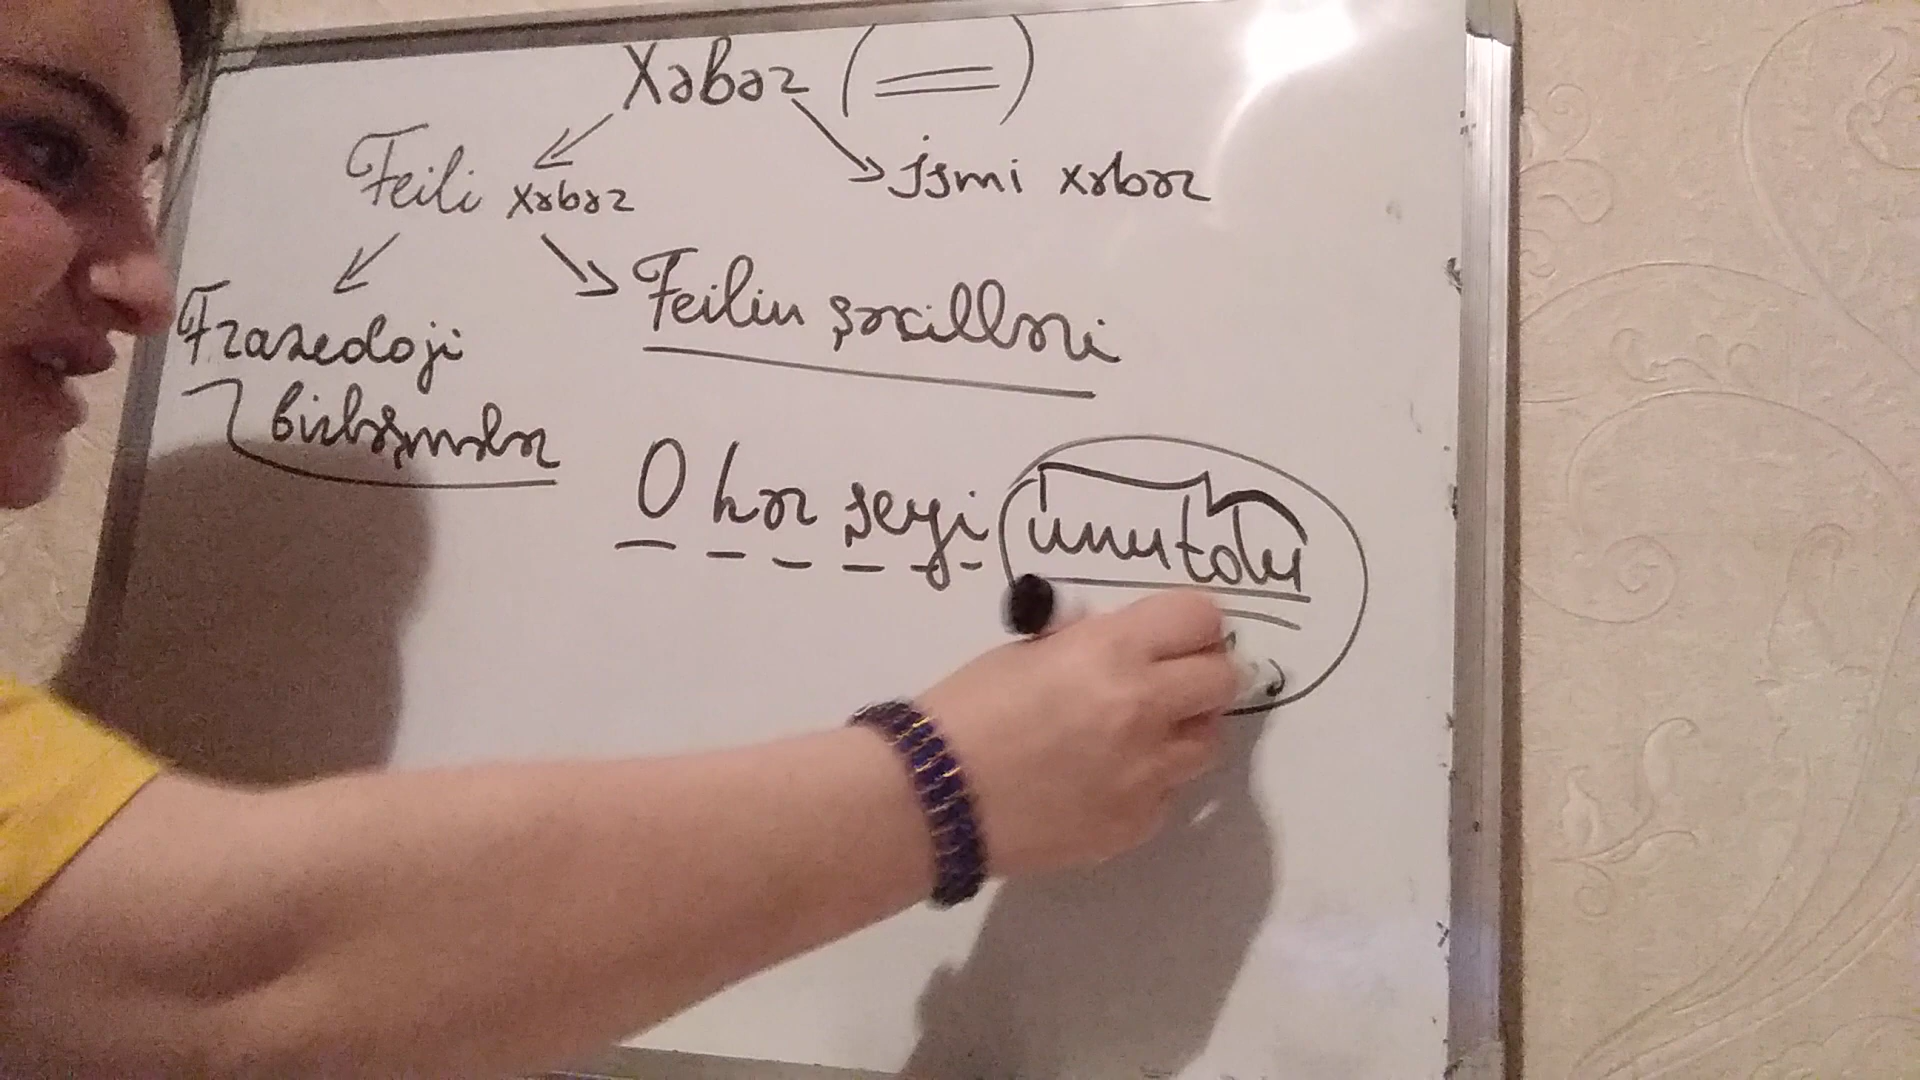 Xəbər (=)
Feili xəbər
İsmi xəbər
Frazeoloji
birləşmələr
Feilin şəkilləri
O hər şeyi unutdu